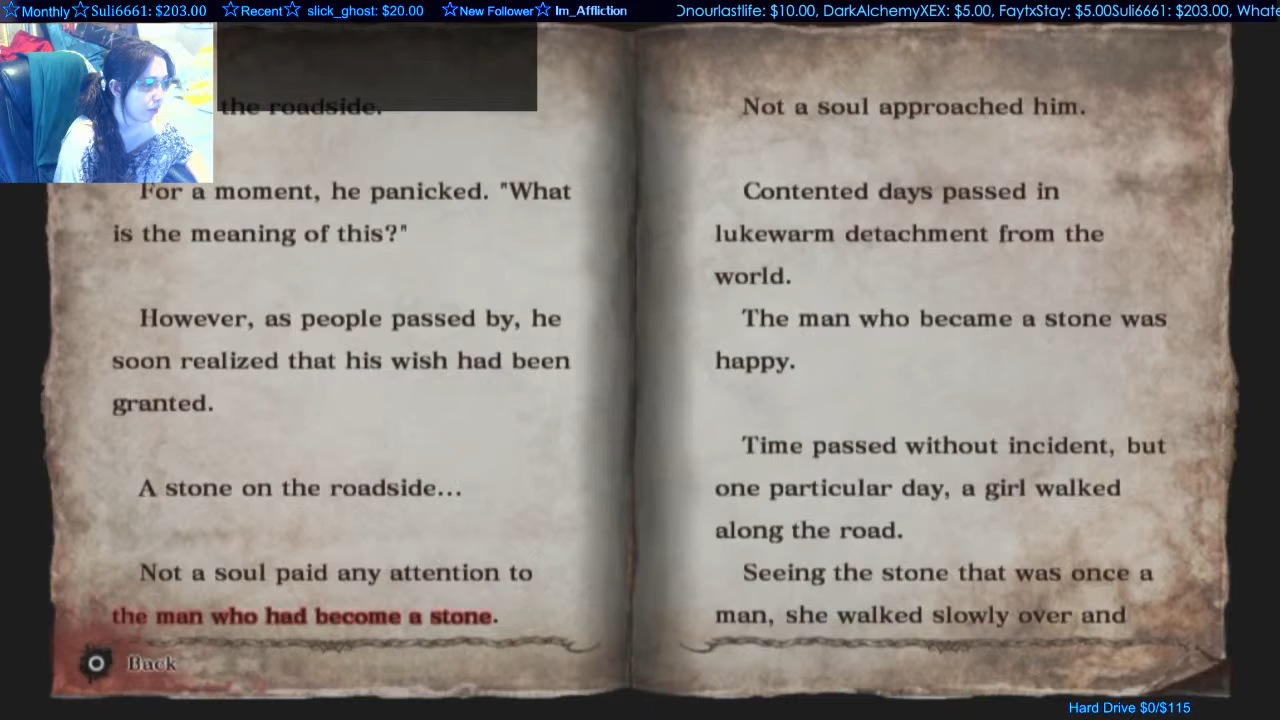 Monthly Suli6661: $203.00 Recent slick_ghost: $20.00 New Follower Im_Affliction
onourlastlife: $10.00, DarkAlchemyXEX: $5.00, FaytxStay: $5.00Suli6661: $203.00, Whate
the roadside.
For a moment, he panicked. "What
is the meaning of this?"
However, as people passed by, he
soon realized that his wish had been
granted.
A stone on the roadside...
Not a soul paid any attention to
the man who had become a stone.
Back
Not a soul approached him.
Contented days passed in
lukewarm detachment from the
world.
The man who became a stone was
happy.
Time passed without incident, but
one particular day, a girl walked
along the road.
Seeing the stone that was once a
man, she walked slowly over and
Hard Drive $0/$115